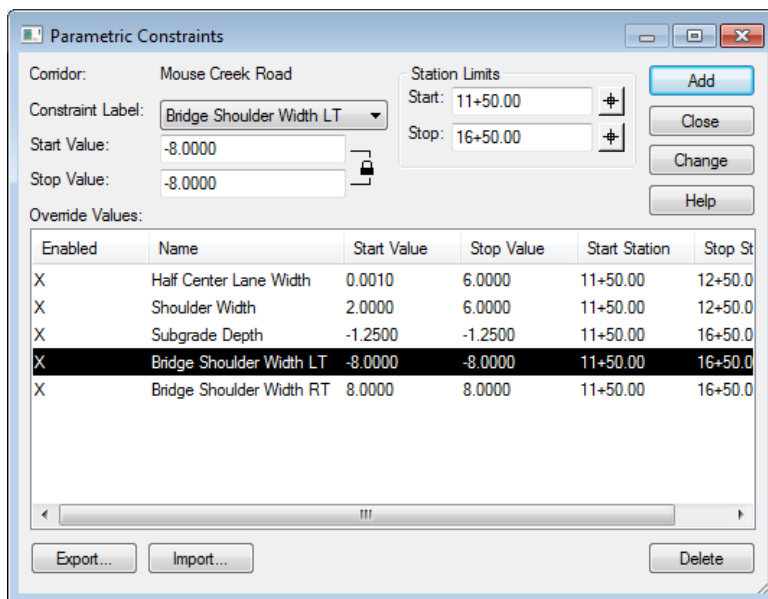 Parametric Constraints
Corridor: Mouse Creek Road
Constraint Label: Bridge Shoulder Width LT
Start Value: -8.0000
Stop Value: -8.0000
Station Limits
Start: 11+50.00
Stop: 16+50.00
Add
Close
Change
Help
Override Values:
Enabled Name Start Value Stop Value Start Station Stop St
X Half Center Lane Width 0.0010 6.0000 11+50.00 12+50.0
X Shoulder Width 2.0000 6.0000 11+50.00 12+50.0
X Subgrade Depth -1.2500 -1.2500 11+50.00 16+50.0
X Bridge Shoulder Width LT -8.0000 -8.0000 11+50.00 16+50.0
X Bridge Shoulder Width RT 8.0000 8.0000 11+50.00 16+50.0
Export... Import... Delete